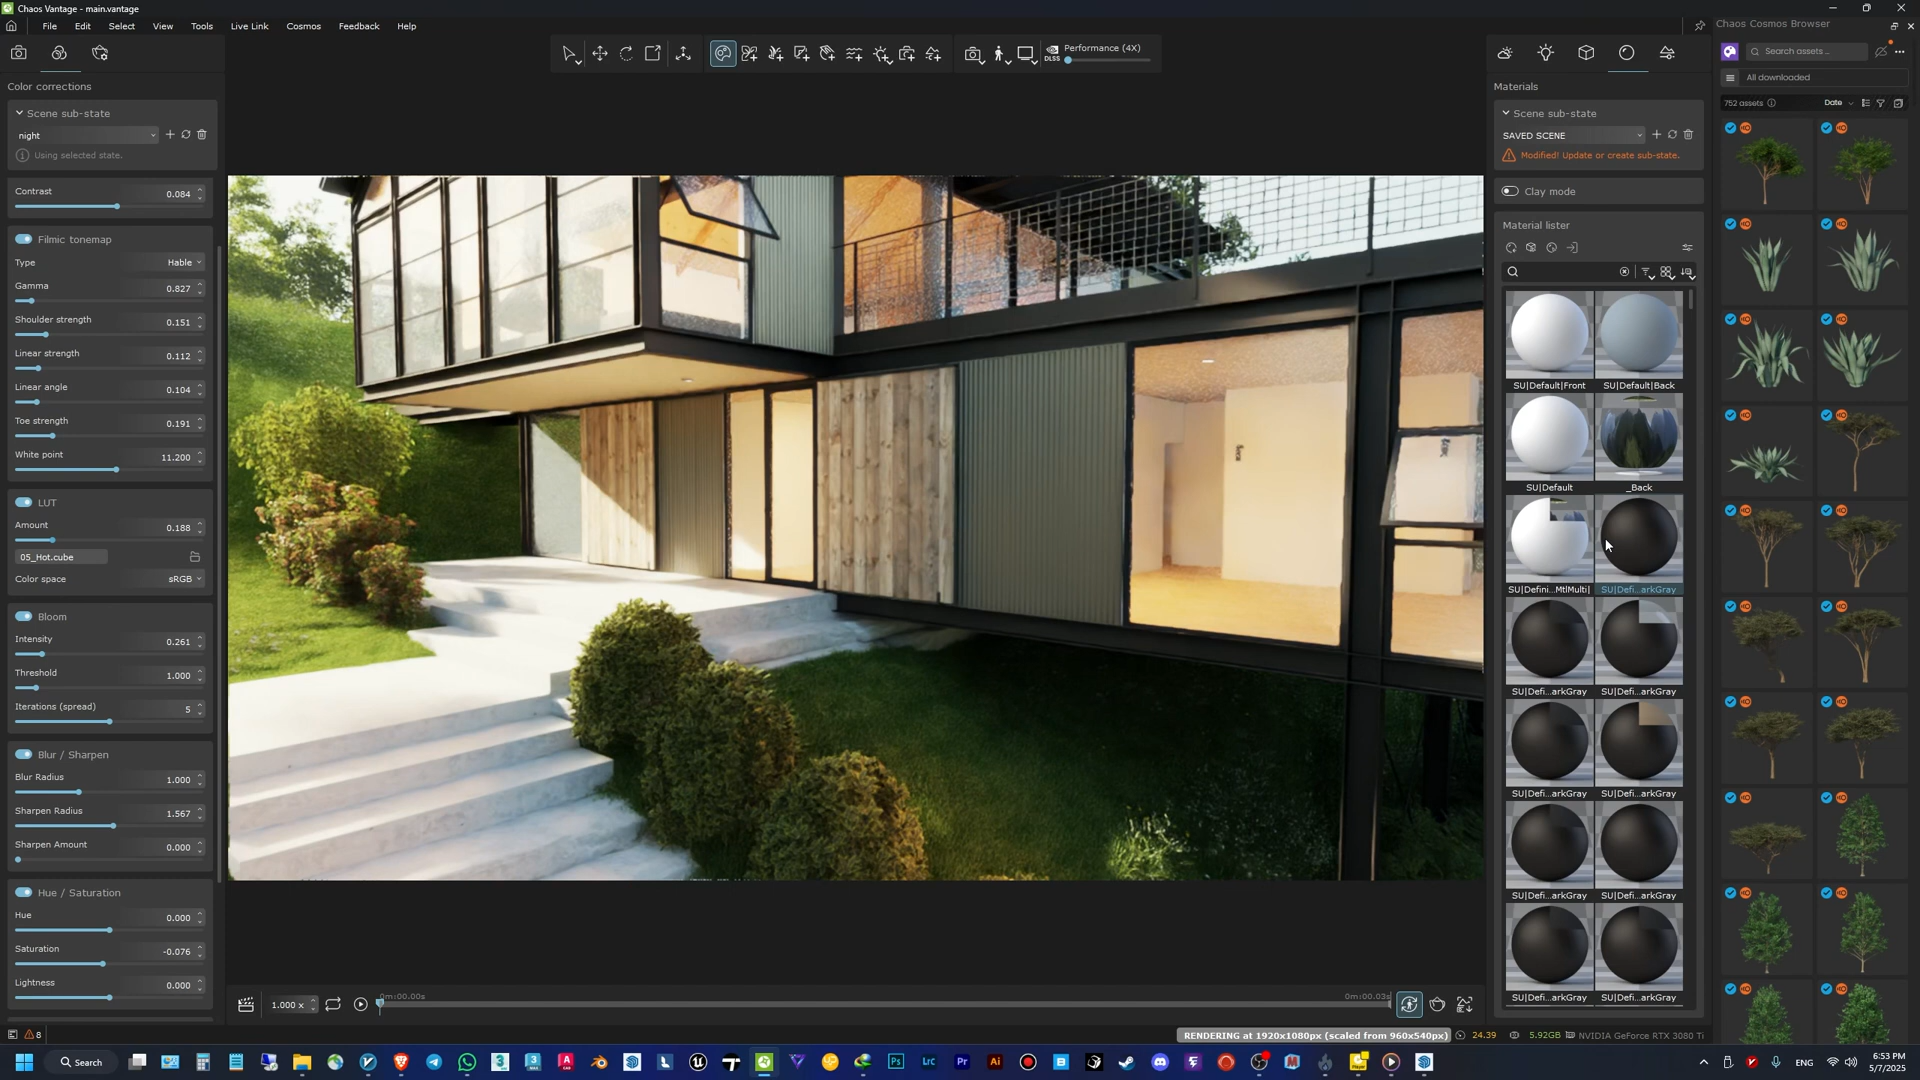 Chaos Vantage - main.vantage
File Edit Select View Tools Live Link Cosmos Feedback Help
Chaos Cosmos Browser
DLSS Performance (4X)
Search assets ...
Color corrections
Materials
All downloaded
Scene sub-state
Scene sub-state
752 assets Date
night
SAVED SCENE
Using selected state.
Modified! Update or create sub-state.
Contrast 0.084
Clay mode
Filmic tonemap
Material lister
Type Hable
Gamma 0.827
Shoulder strength 0.151
Linear strength 0.112
Linear angle 0.104
Toe strength 0.191
White point 11.200
SU|Default|Front SU|Default|Back
SU|Default _Back
LUT
Amount 0.188
05_Hot.cube
Color space sRGB
SU|Defini...MtlMulti| SU|Defi...arkGray
Bloom
Intensity 0.261
Threshold 1.000
Iterations (spread) 5
SU|Defi...arkGray SU|Defi...arkGray
Blur / Sharpen
Blur Radius 1.000
Sharpen Radius 1.567
Sharpen Amount 0.000
SU|Defi...arkGray SU|Defi...arkGray
SU|Defi...arkGray SU|Defi...arkGray
Hue / Saturation
Hue 0.000
Saturation -0.076
Lightness 0.000
SU|Defi...arkGray SU|Defi...arkGray
1.000 x 0m:00.00s 0m:00.03s
8
RENDERING at 1920x1080px (scaled from 960x540px) 24.39 5.92GB NVIDIA GeForce RTX 3080 Ti
Search
Ps LrC Pr Ai
ENG
6:53 PM
5/7/2025